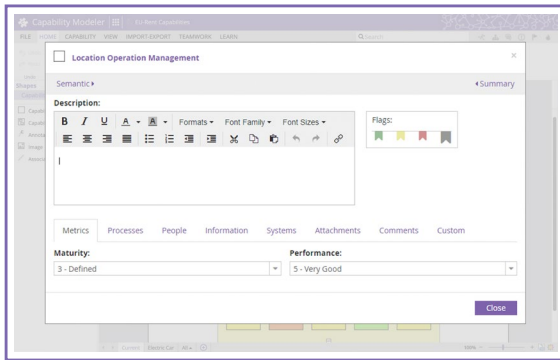 Capability Modeler
FILE HOME CAPABILITY VIEW IMPORT-EXPORT TEAMWORK LEARN Search
Location Operation Management ×
Semantic Summary
Description:
Flags:
B I U A A Formats Font Family Font Sizes
Shapes
Image
Metrics Processes People Information Systems Attachments Comments Custom
Maturity: Performance:
3 - Defined 5 - Very Good
Close
Current Electric Car All 100%